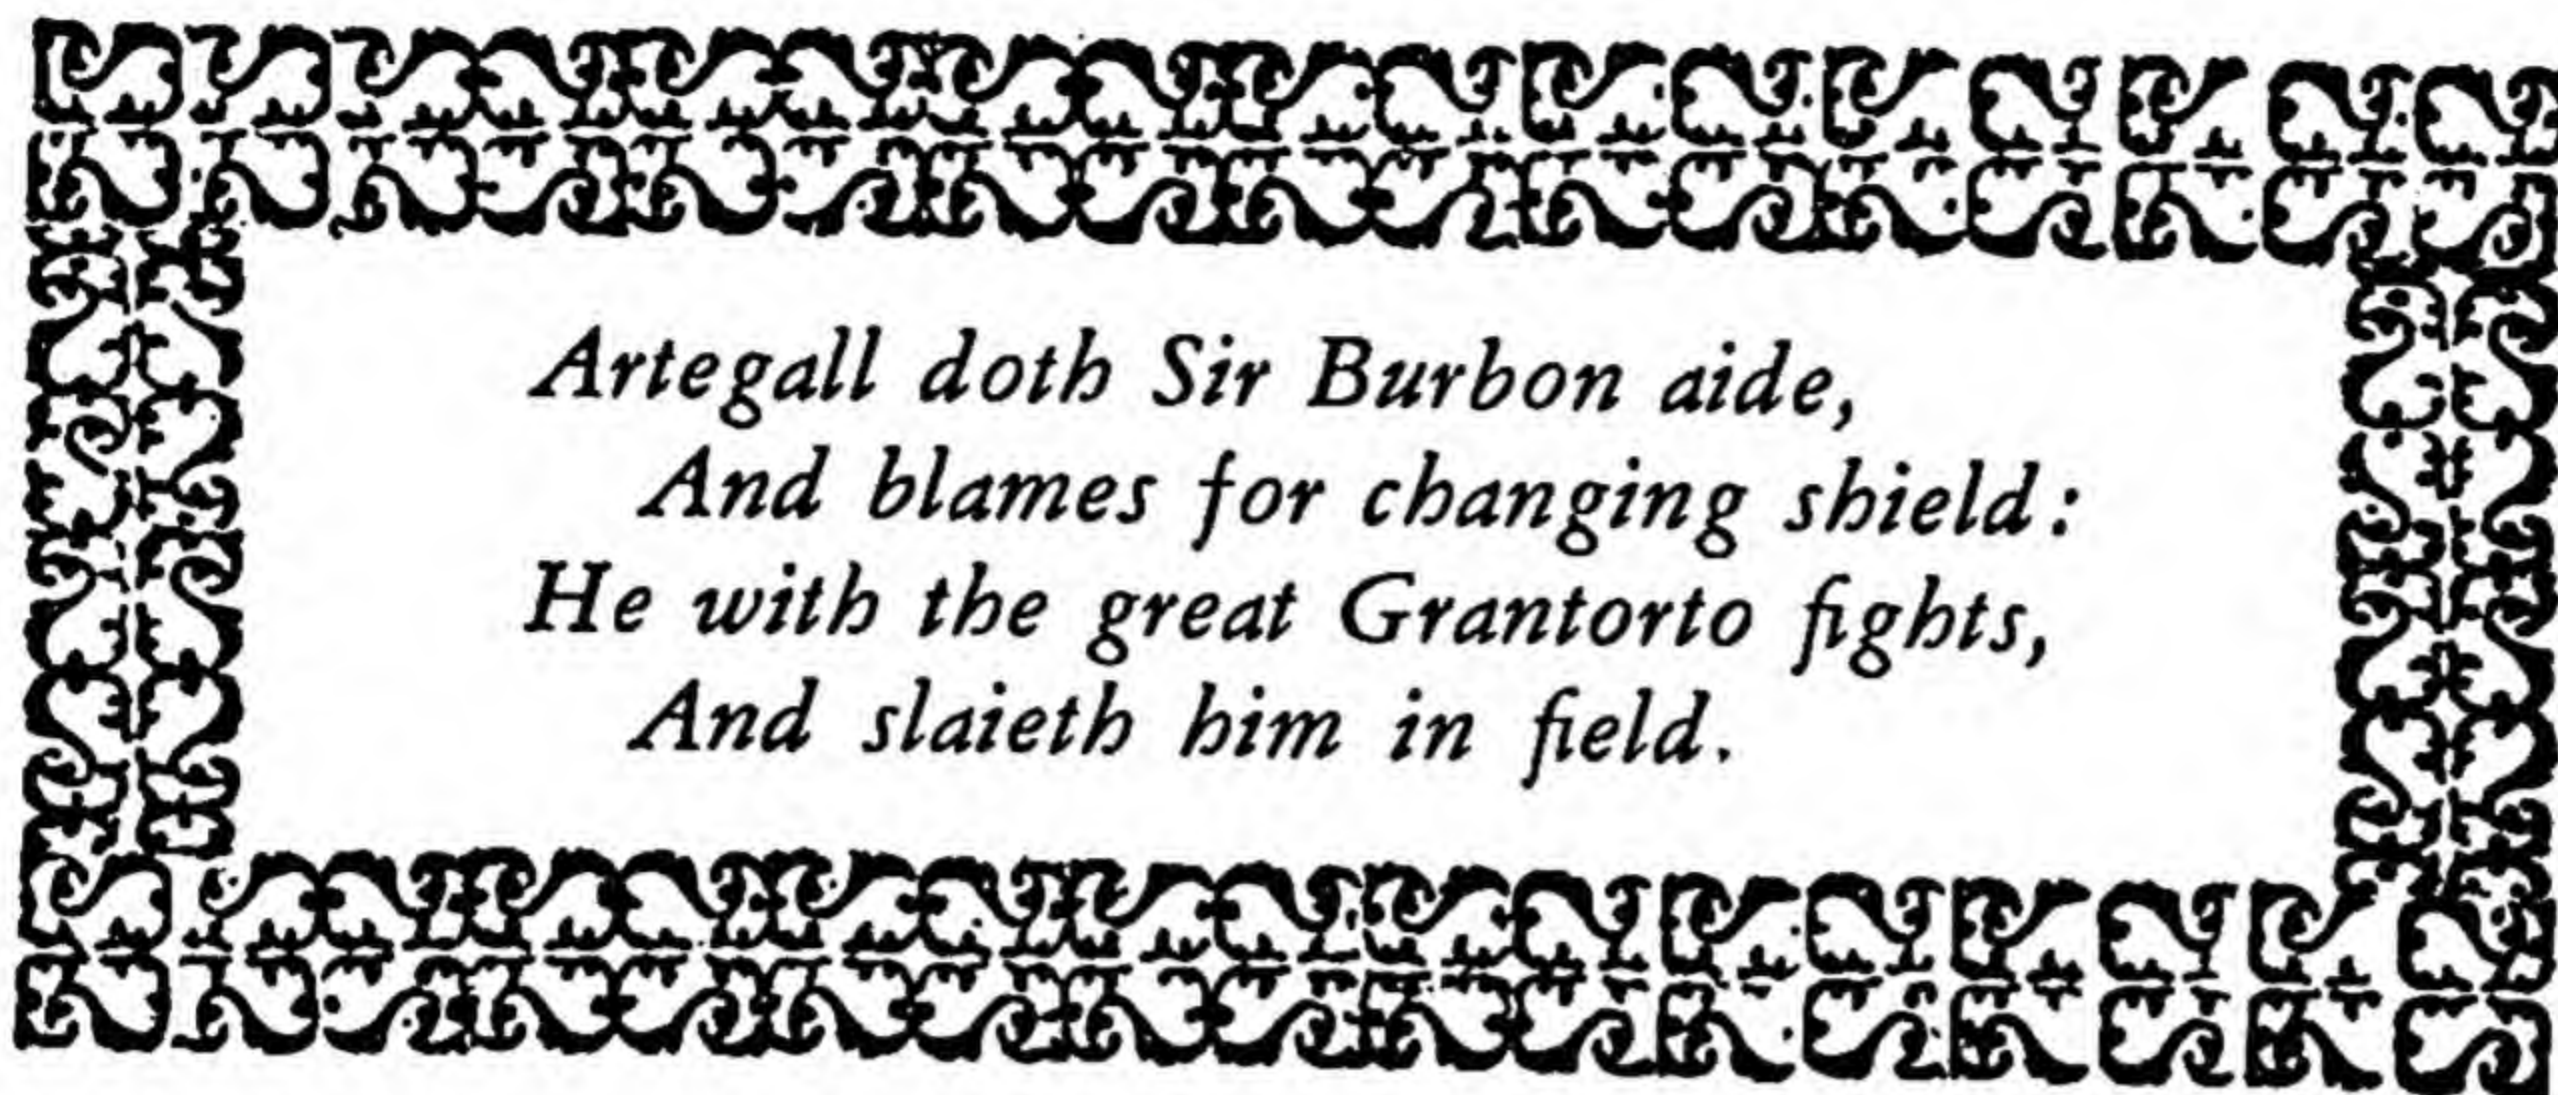 Artegall doth Sir Burbon aide,
And blames for changing shield:
He with the great Grantorto fights,
And slaieth him in field.